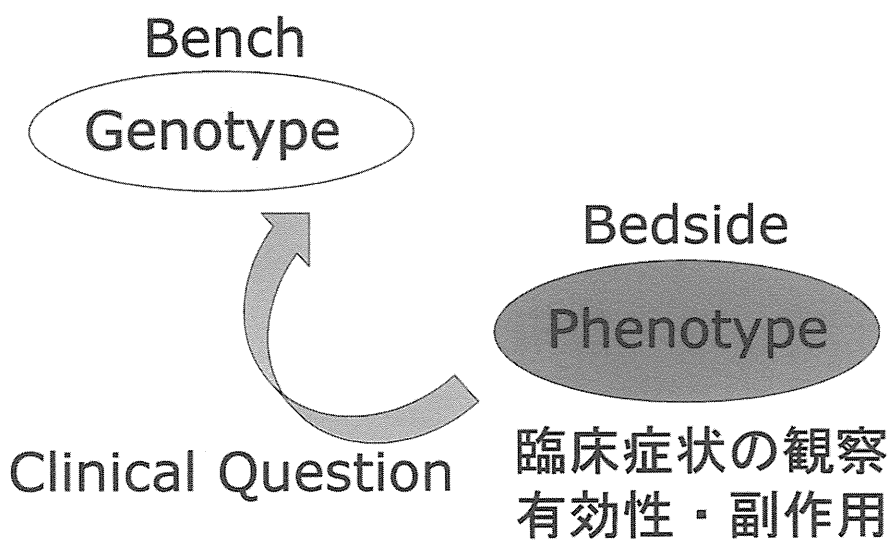 Bench
Genotype
Bedside
Phenotype
Clinical Question
臨床症状の観察
有効性・副作用